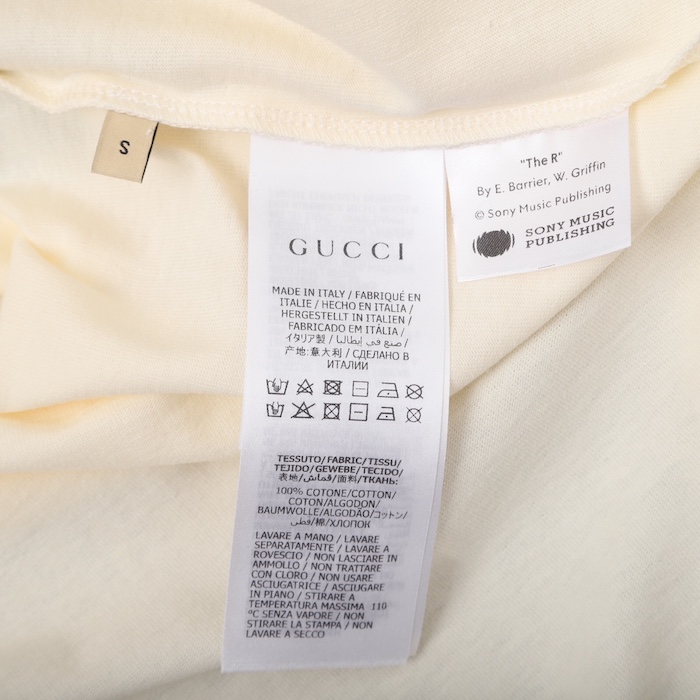 S
GUCCI
MADE IN ITALY / FABRIQUÉ EN
ITALIE / HECHO EN ITALIA /
HERGESTELLT IN ITALIEN /
FABRICADO EM ITÁLIA /
イタリア製 / صنع في إيطاليا /
产地:意大利 / СДЕЛАНО В
ИТАЛИИ
TESSUTO/FABRIC/TISSU/
TEJIDO/GEWEBE/TECIDO/
表地/قماش/面料/ТКАНЬ:
100% COTONE/COTTON/
COTON/ALGODON/
BAUMWOLLE/ALGODÃO/コットン/
قطن/棉/ХЛОПОК
LAVARE A MANO / LAVARE
SEPARATAMENTE / LAVARE A
ROVESCIO / NON LASCIARE IN
AMMOLLO / NON TRATTARE
CON CLORO / NON USARE
ASCIUGATRICE / ASCIUGARE
IN PIANO / STIRARE A
TEMPERATURA MASSIMA 110
°C SENZA VAPORE / NON
STIRARE LA STAMPA / NON
LAVARE A SECCO
"The R"
By E. Barrier, W. Griffin
© Sony Music Publishing
SONY MUSIC
PUBLISHING